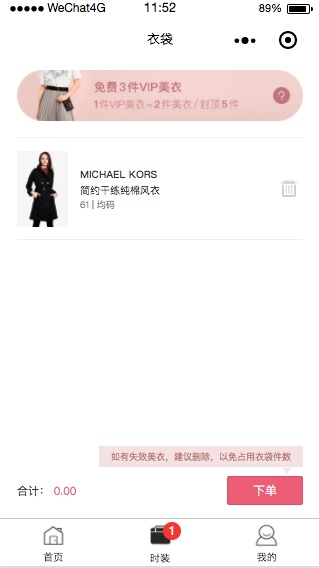 WeChat4G
11:52
89%
衣袋
免费3件VIP美衣
1件VIP美衣=2件美衣/封顶5件
?
MICHAEL KORS
简约干练纯棉风衣
61 | 均码
如有失效美衣，建议删除，以免占用衣袋件数
合计： 0.00
下单
1
首页
时装
我的